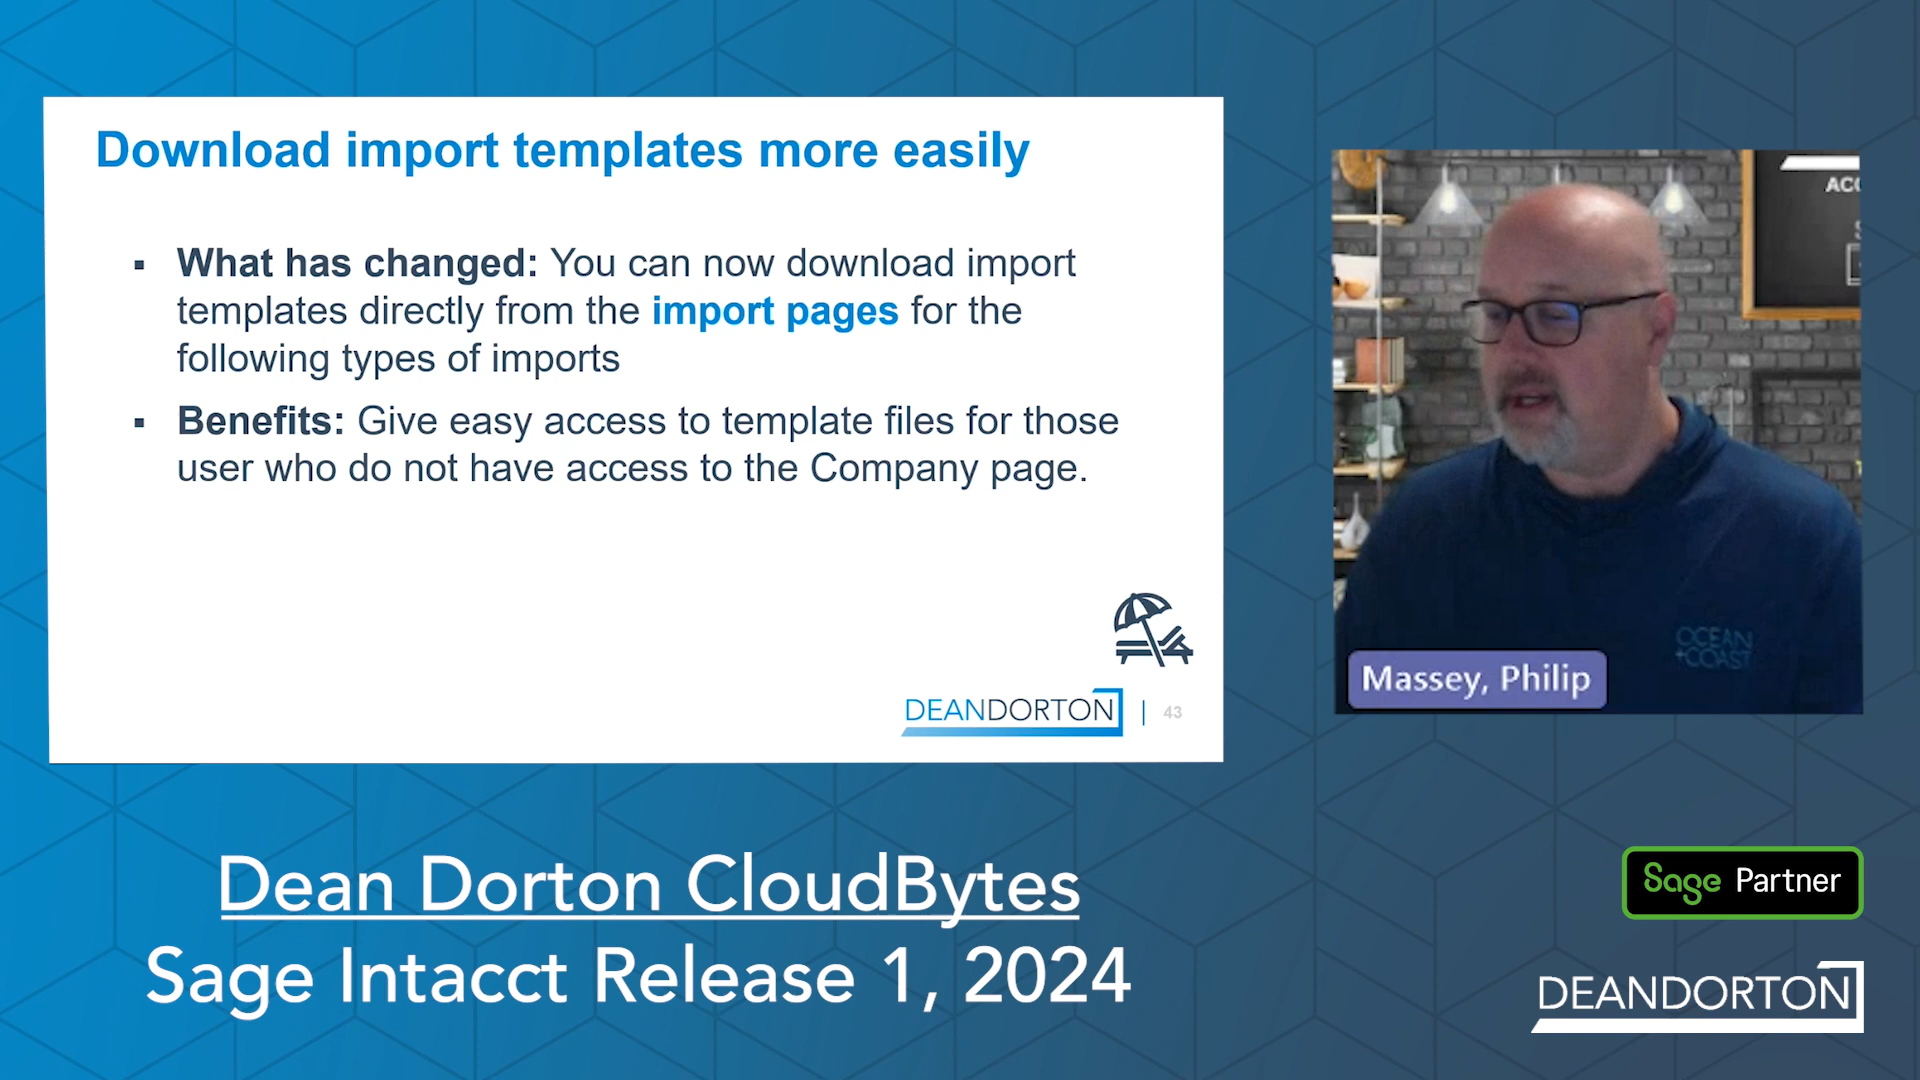 Download import templates more easily
▪ What has changed: You can now download import
templates directly from the import pages for the
following types of imports
▪ Benefits: Give easy access to template files for those
user who do not have access to the Company page.
DEANDORTON | 43
ACC
S
OCEAN
+COAST
Massey, Philip
Dean Dorton CloudBytes
Sage Intacct Release 1, 2024
Sage Partner
DEANDORTON